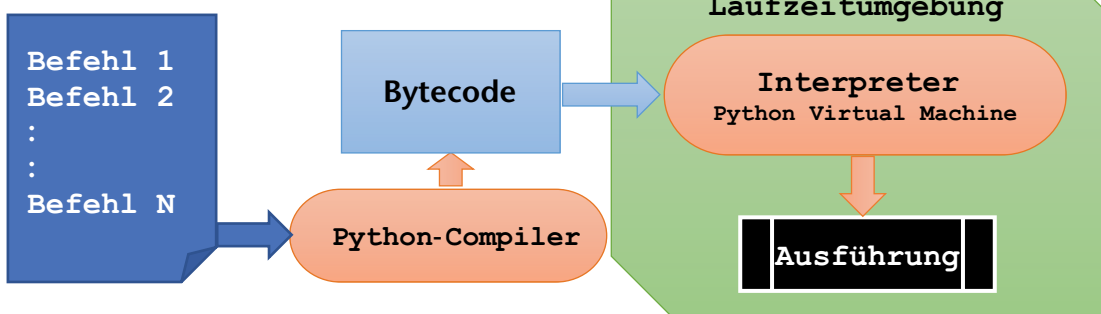 Laufzeitumgebung
Befehl 1
Befehl 2
:
:
Befehl N
Bytecode
Interpreter
Python Virtual Machine
Python-Compiler
Ausführung